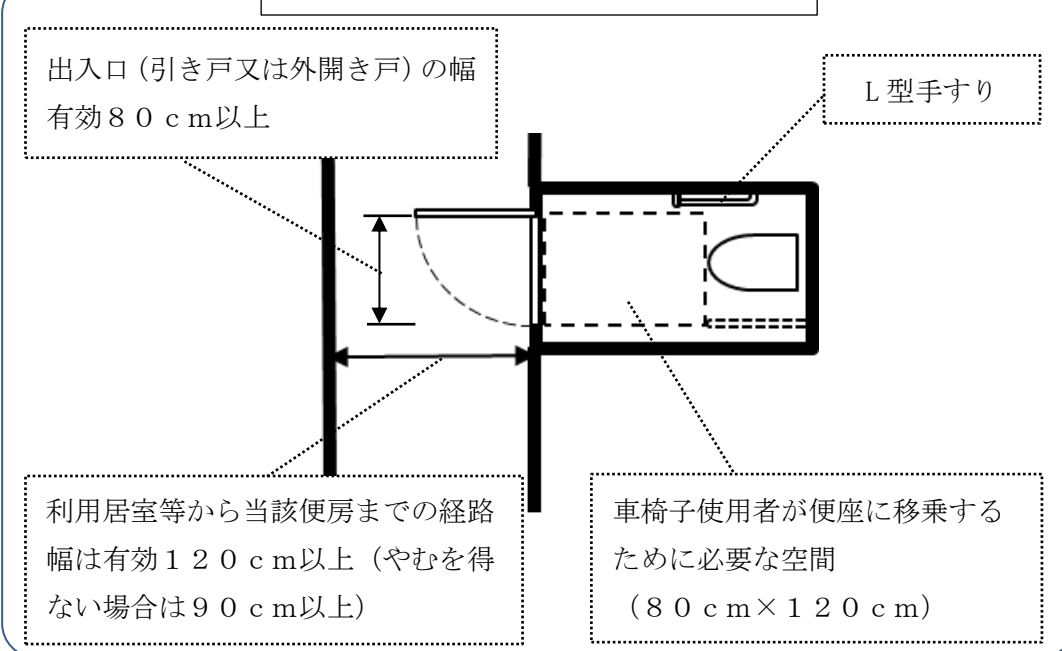 出入口（引き戸又は外開き戸）の幅
有効８０ｃｍ以上
Ｌ型手すり
利用居室等から当該便房までの経路
幅は有効１２０ｃｍ以上（やむを得
ない場合は９０ｃｍ以上）
車椅子使用者が便座に移乗する
ために必要な空間
（８０ｃｍ×１２０ｃｍ）